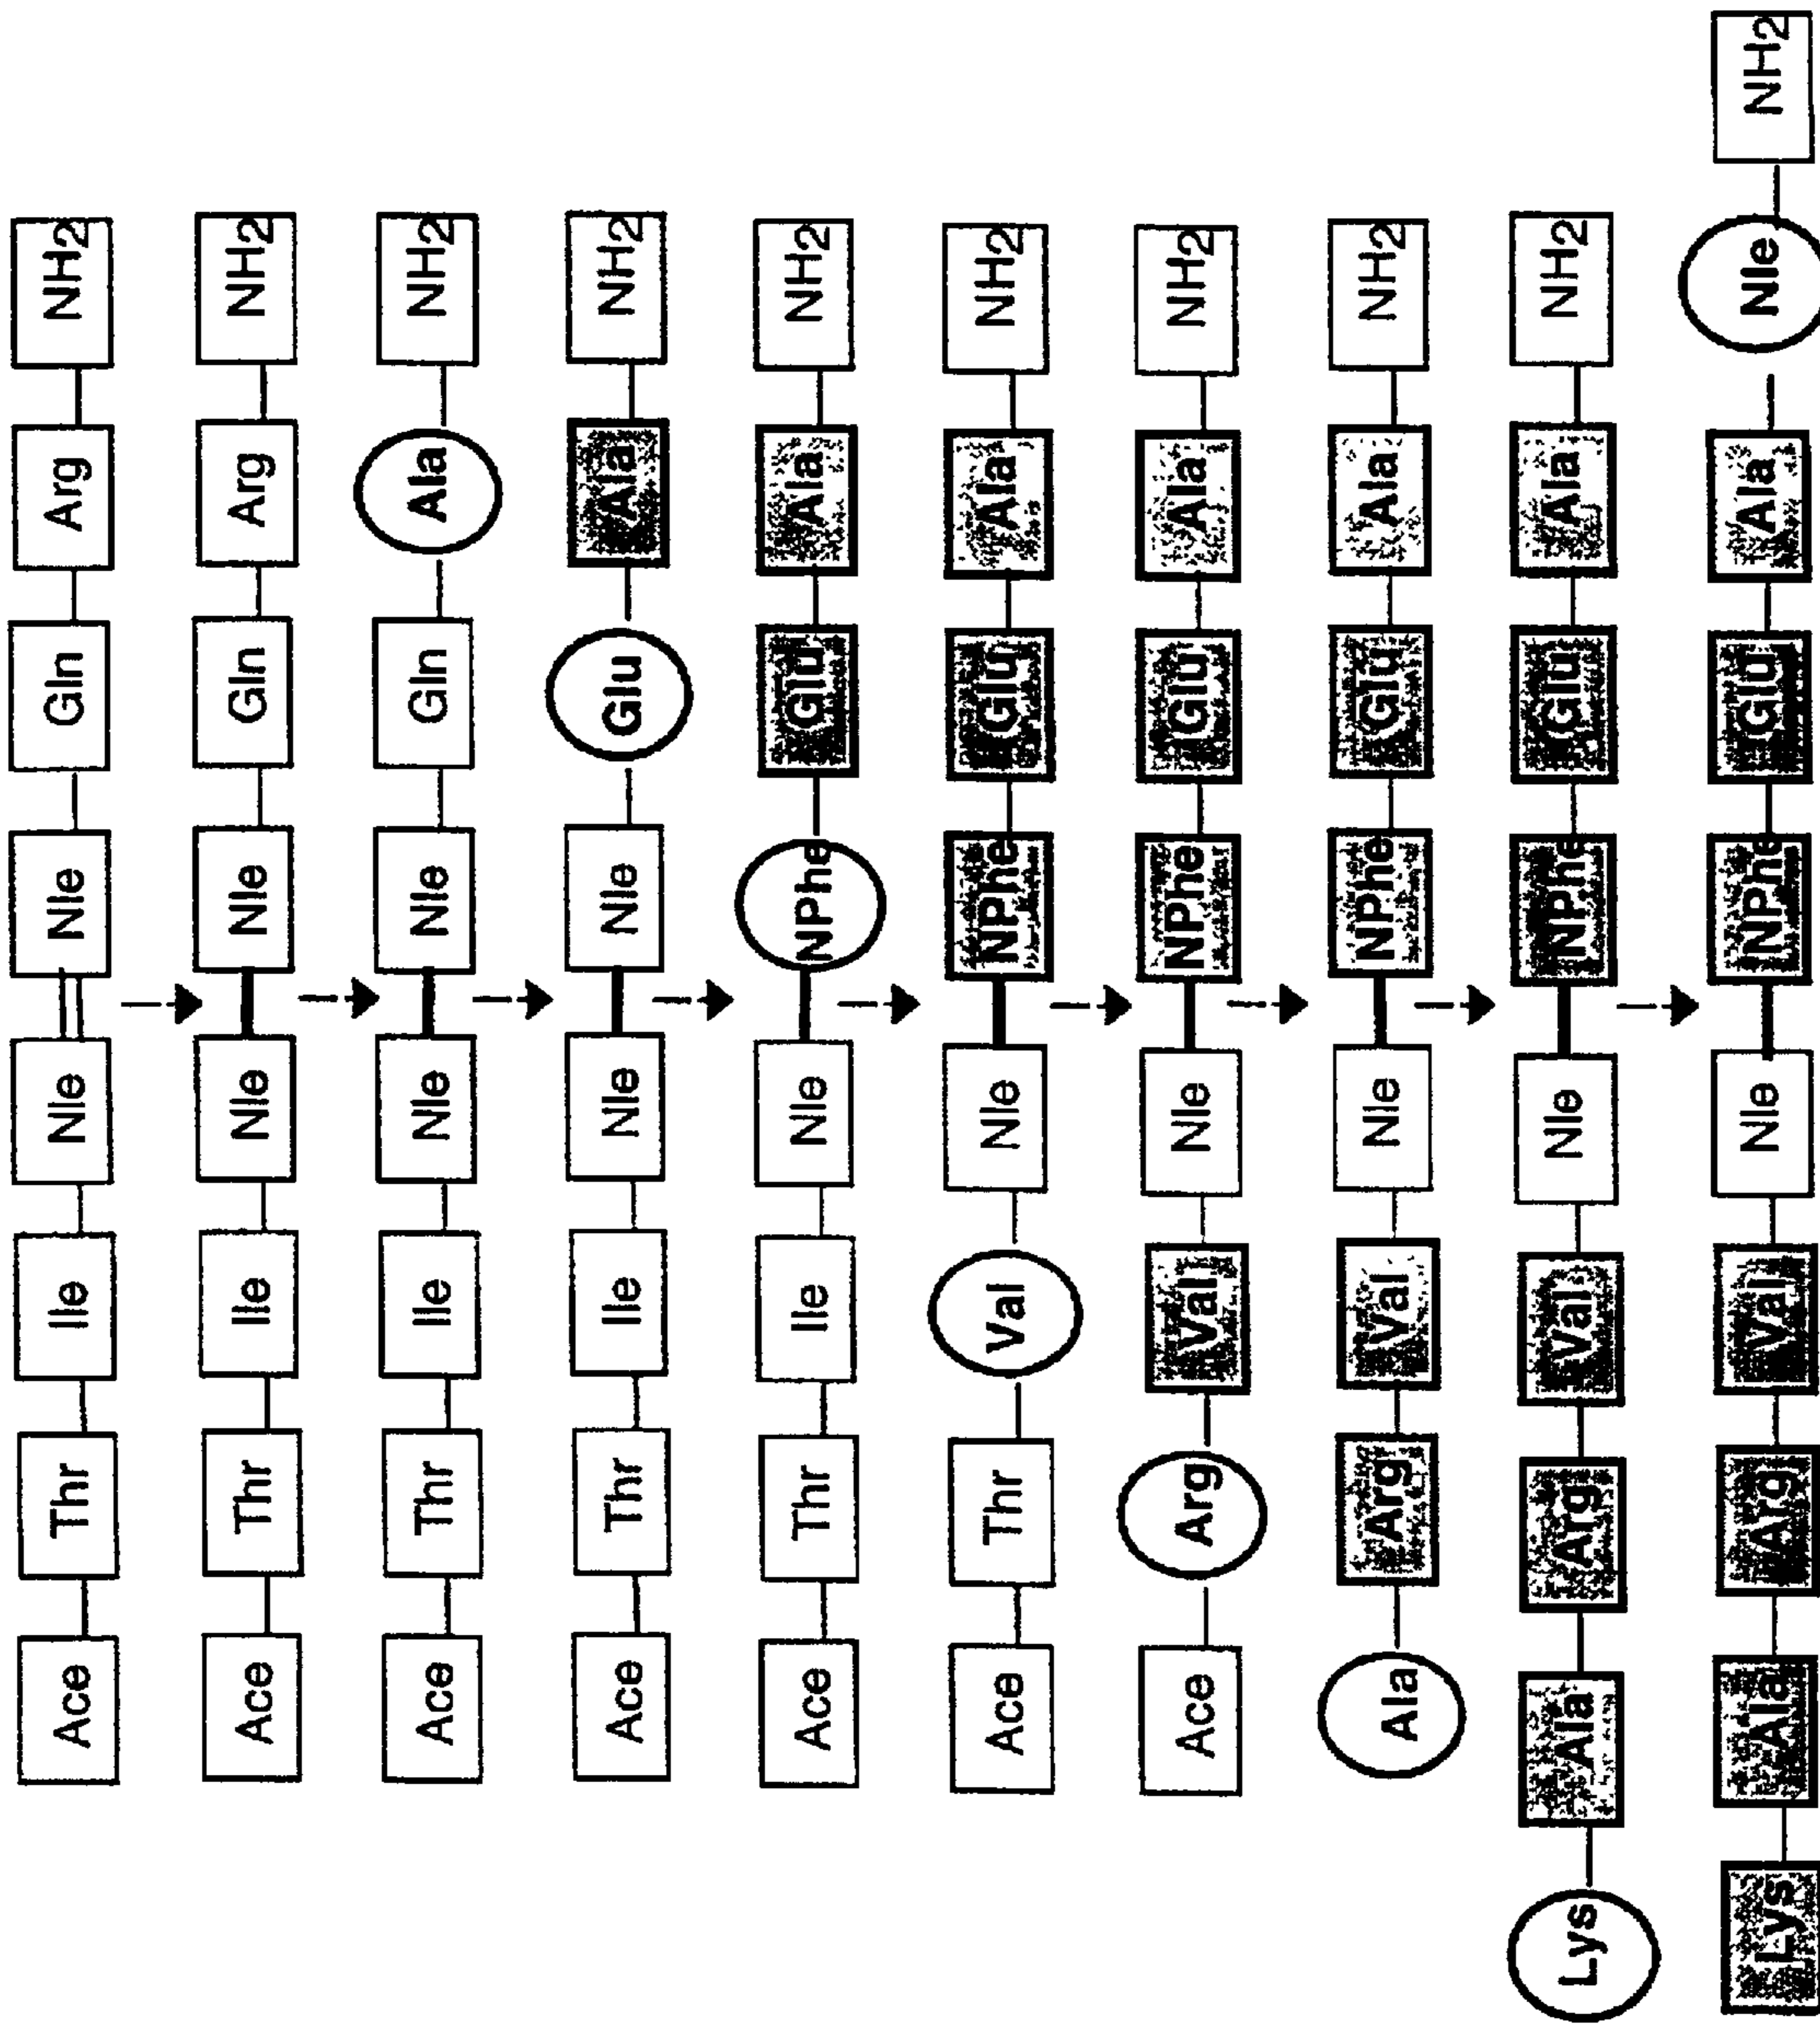 Ace Thr Ile Nle Nle Gln Arg NH2
Ace Thr Ile Nle Nle Gln Arg NH2
Ace Thr Ile Nle Nle Gln Ala NH2
Ace Thr Ile Nle Nle Glu Ala NH2
Ace Thr Ile Nle NPhe Glu Ala NH2
Ace Thr Val Nle NPhe Glu Ala NH2
Ace Arg Val Nle NPhe Glu Ala NH2
Ala Arg Val Nle NPhe Glu Ala NH2
Lys Ala Arg Val Nle NPhe Glu Ala NH2
Lys Ala Arg Val Nle NPhe Glu Ala Nle NH2